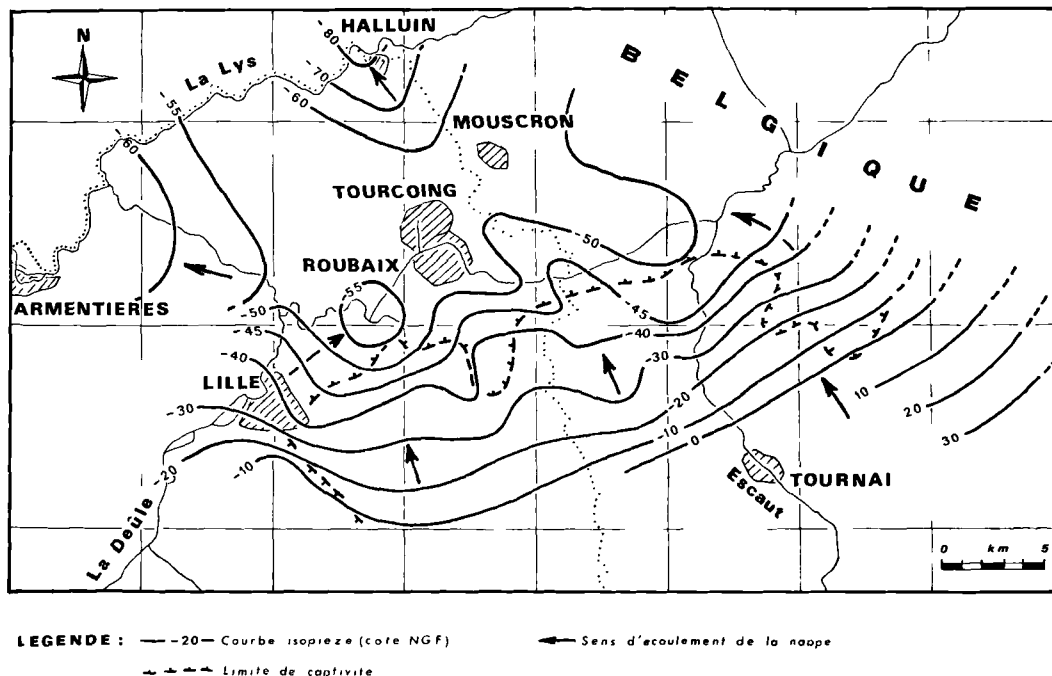 N
HALLUIN
-80
-70
-60
La Lys
-55
-60
BELGIQUE
MOUSCRON
TOURCOING
-50
ROUBAIX
-55
ARMENTIERES
-50
-45
-40
-45
-40
-30
LILLE
-30
-20
-10
0
10
20
30
-20
-10
TOURNAI
Escaut
La Deûle
0 km 5
LEGENDE :
-20 Courbe isopièze (cote NGF)
Sens d'ecoulement de la nappe
Limite de captivite